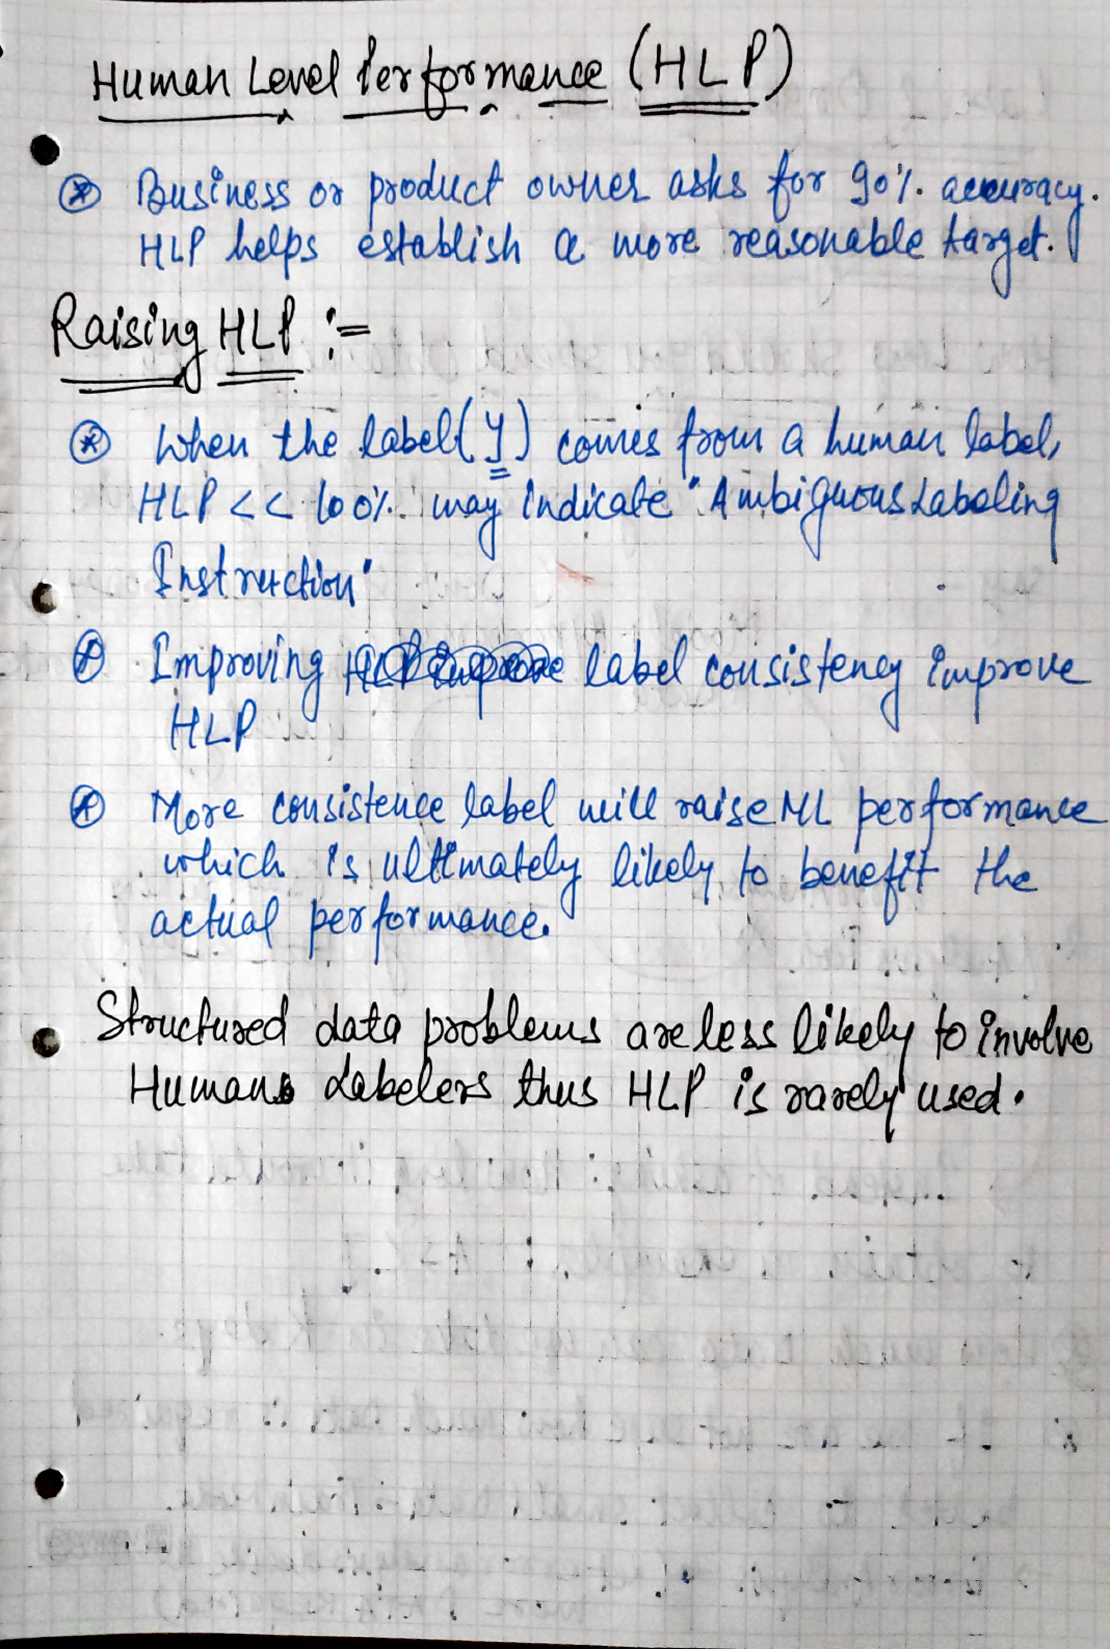 Human Level Performance (HLP)
⊛ Business or product owner asks for 90% accuracy.
HLP helps establish a more reasonable target.
Raising HLP :=
⊛ When the label(y) comes from a human label,
HLP << 100% may indicate "Ambiguous Labaling
Instruction"
⊛ Improving label consistency improve
HLP
⊛ More consistence label will raise ML performance
which is ultimately likely to benefit the
actual performance.
Structured data problems are less likely to involve
Humans Labelers thus HLP is rarely used.